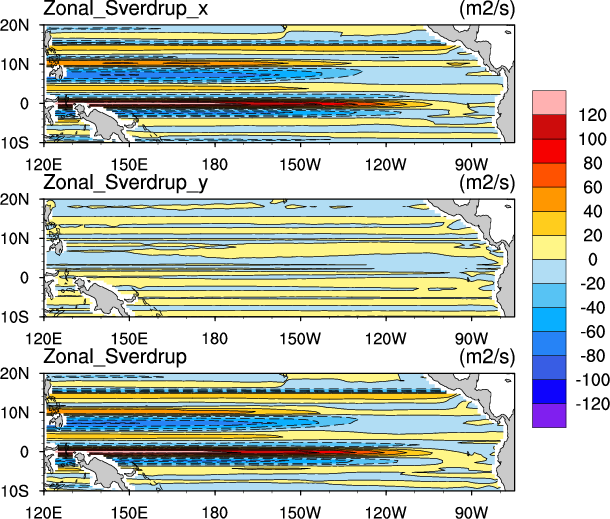 Zonal_Sverdrup_x (m2/s)
20N
10N
0
10S
120E 150E 180 150W 120W 90W
Zonal_Sverdrup_y (m2/s)
20N
10N
0
10S
120E 150E 180 150W 120W 90W
Zonal_Sverdrup (m2/s)
20N
10N
0
10S
120E 150E 180 150W 120W 90W
120
100
80
60
40
20
0
-20
-40
-60
-80
-100
-120